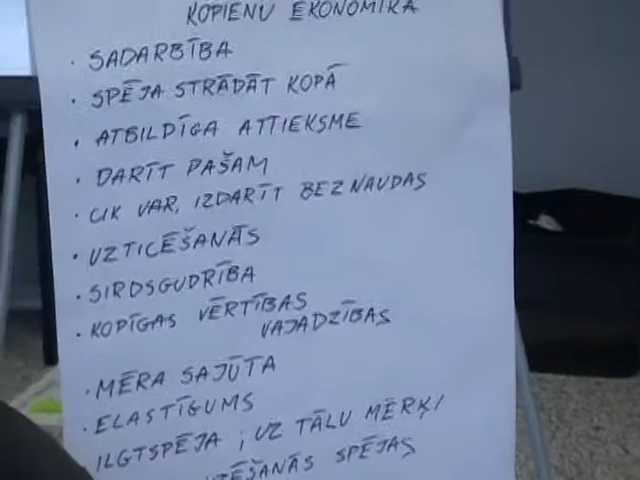 KOPIENU EKONOMIKA
· SADARBĪBA
· SPĒJA STRĀDĀT KOPĀ
· ATBILDĪGA ATTIEKSME
· DARĪT PAŠAM
· CIK VAR, IZDARĪT BEZ NAUDAS
· UZTICĒŠANĀS
· SIRDSGUDRĪBA
· KOPĪGAS VĒRTĪBAS
VAJADZĪBAS
· MĒRA SAJŪTA
· ELASTĪGUMS
ILGTSPĒJA ; UZ TĀLU MĒRĶI
SPĒJAS